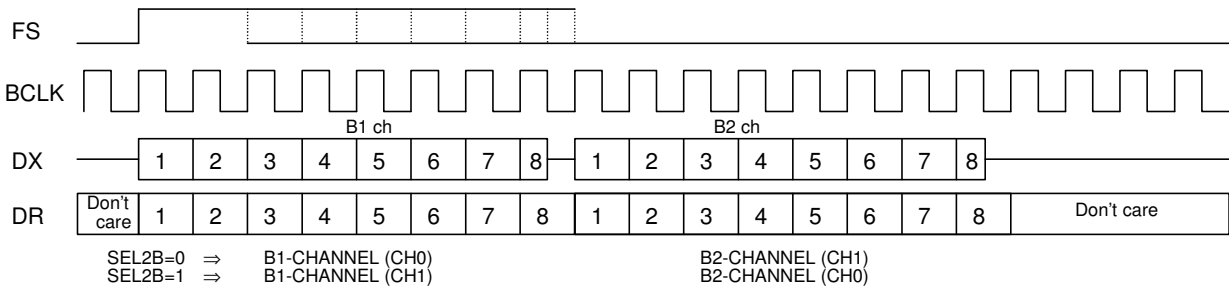 FS
BCLK
B1 ch B2 ch
DX 1 2 3 4 5 6 7 8 1 2 3 4 5 6 7 8
DR Don't care 1 2 3 4 5 6 7 8 1 2 3 4 5 6 7 8 Don't care
SEL2B=0 ⇒ B1-CHANNEL (CH0) B2-CHANNEL (CH1)
SEL2B=1 ⇒ B1-CHANNEL (CH1) B2-CHANNEL (CH0)